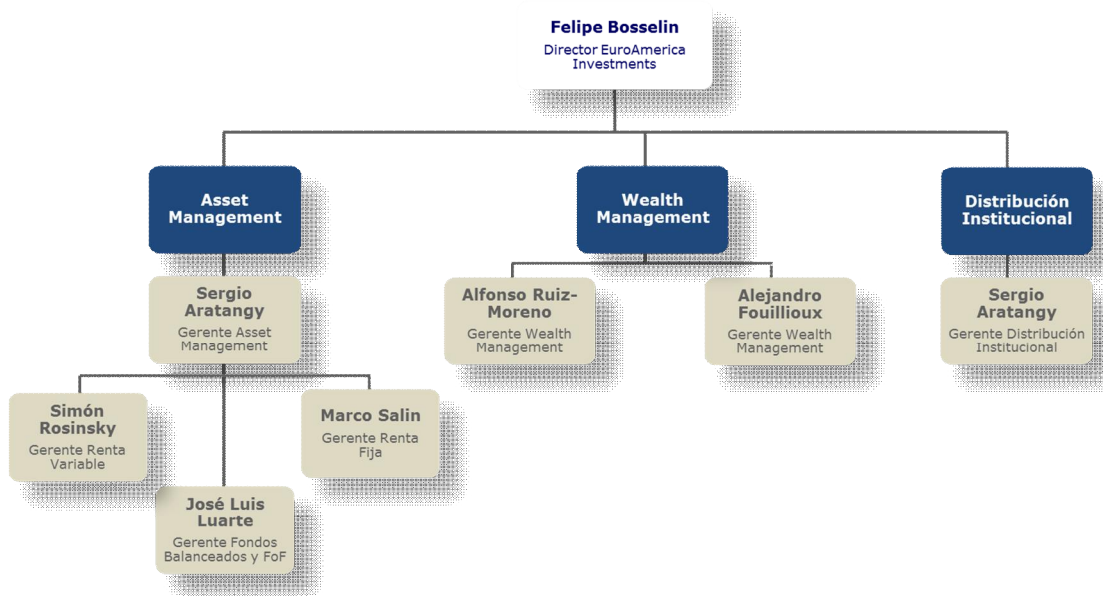 Felipe Bosselin
Director EuroAmerica
Investments
Asset
Management
Wealth
Management
Distribución
Institucional
Sergio
Aratangy
Gerente Asset
Management
Alfonso Ruiz-
Moreno
Gerente Wealth
Management
Alejandro
Fouillioux
Gerente Wealth
Management
Sergio
Aratangy
Gerente Distribución
Institucional
Simón
Rosinsky
Gerente Renta
Variable
Marco Salin
Gerente Renta
Fija
José Luis
Luarte
Gerente Fondos
Balanceados y FoF